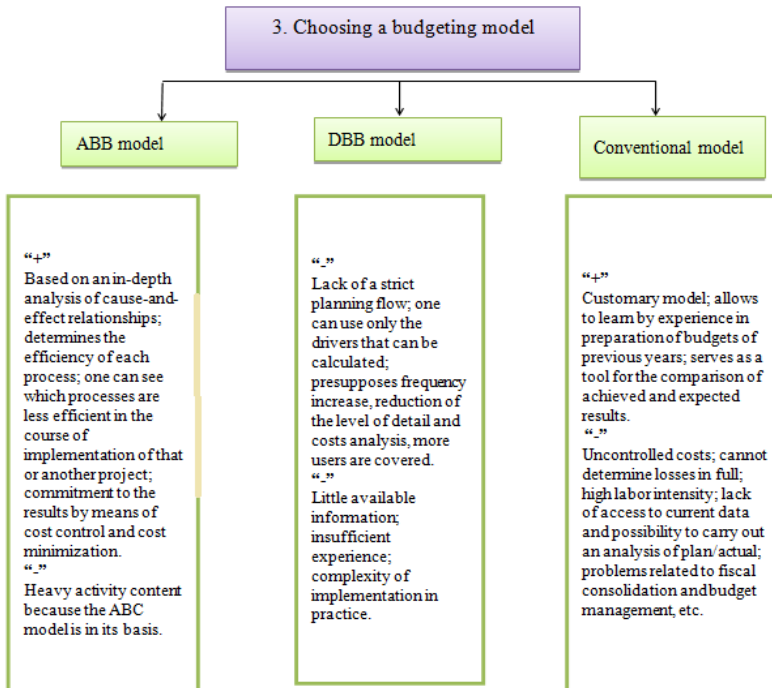 3. Choosing a budgeting model
ABB model
DBB model
Conventional model
“+”
Based on an in-depth
analysis of cause-and-
effect relationships;
determines the
efficiency of each
process; one can see
which processes are
less efficient in the
course of
implementation of that
or another project;
commitment to the
results by means of
cost control and cost
minimization.
“-”
Heavy activity content
because the ABC
model is in its basis.
“-”
Lack of a strict
planning flow; one
can use only the
drivers that can be
calculated;
presupposes frequency
increase, reduction of
the level of detail and
costs analysis, more
users are covered.
“-”
Little available
information;
insufficient
experience;
complexity of
implementation in
practice.
“+”
Customary model; allows
to learn by experience in
preparation of budgets of
previous years; serves as a
tool for the comparison of
achieved and expected
results.
“-”
Uncontrolled costs; cannot
determine losses in full;
high labor intensity; lack
of access to current data
and possibility to carry out
an analysis of plan/actual;
problems related to fiscal
consolidation and budget
management, etc.